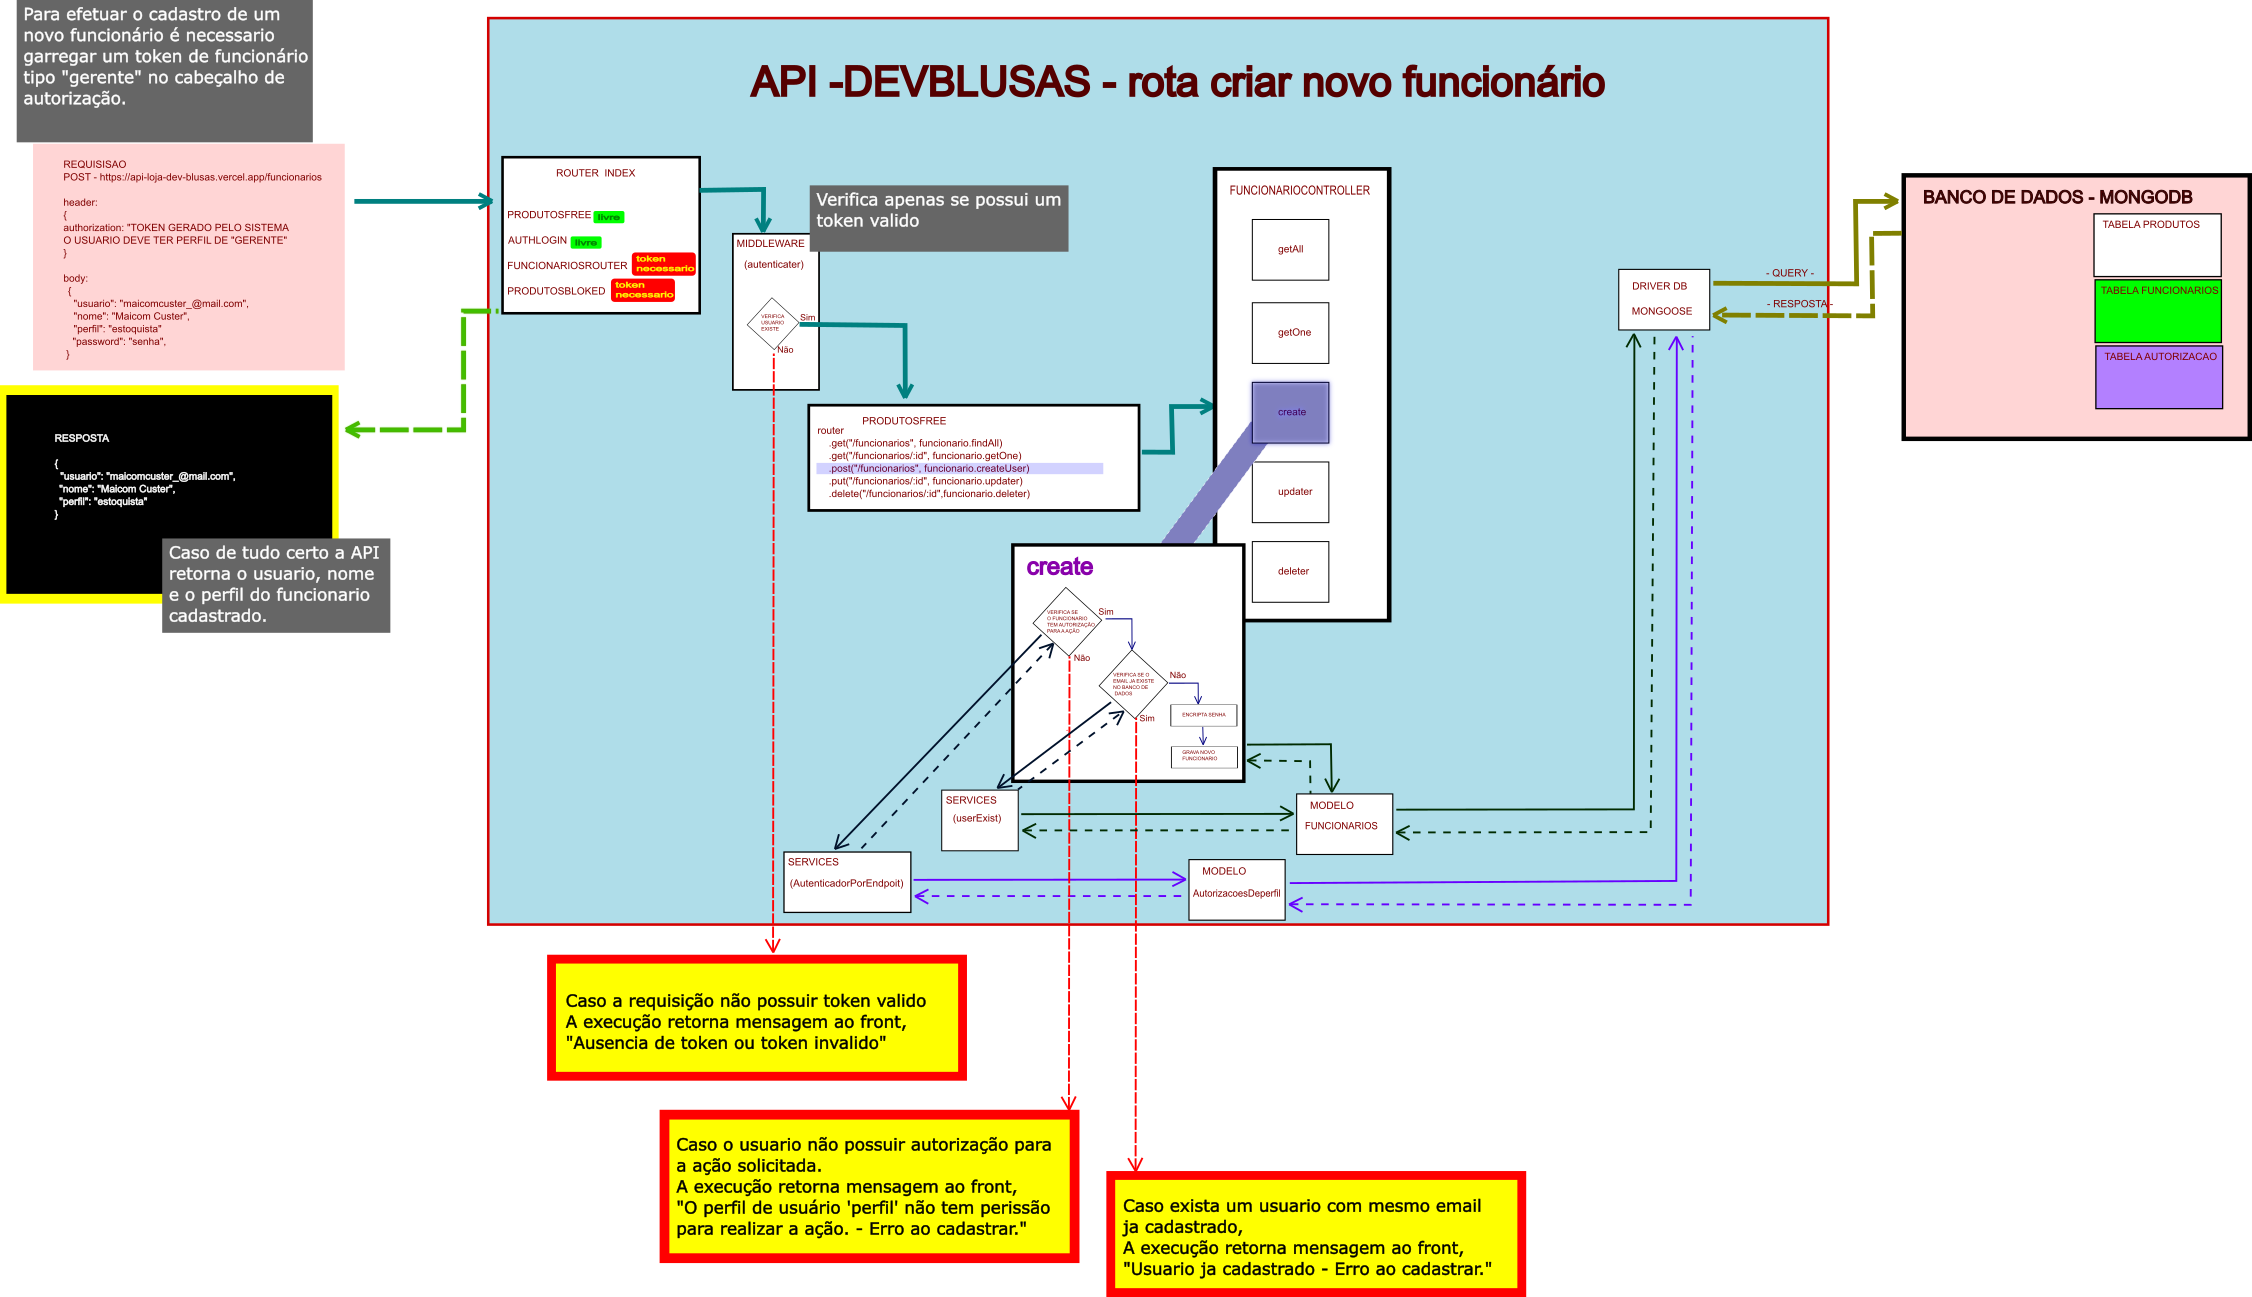 Para efetuar o cadastro de um
novo funcionário é necessario
garregar um token de funcionário
tipo "gerente" no cabeçalho de
autorização.
API -DEVBLUSAS - rota criar novo funcionário
REQUISISAO
POST - https://api-loja-dev-blusas.vercel.app/funcionarios
header:
{
authorization: "TOKEN GERADO PELO SISTEMA
O USUARIO DEVE TER PERFIL DE "GERENTE"
}
body:
{
"usuario": "maicomcuster_@mail.com",
"nome": "Maicom Custer",
"perfil": "estoquista"
"password": "senha",
}
RESPOSTA
{
"usuario": "maicomcuster_@mail.com",
"nome": "Maicom Custer",
"perfil": "estoquista"
}
Caso de tudo certo a API
retorna o usuario, nome
e o perfil do funcionario
cadastrado.
ROUTER INDEX
PRODUTOSFREE livre
AUTHLOGIN livre
FUNCIONARIOSROUTER token
necessario
PRODUTOSBLOKED token
necessario
Verifica apenas se possui um
token valido
MIDDLEWARE
(autenticater)
VERIFICA
USUARIO
EXISTE
Sim
Não
PRODUTOSFREE
router
.get("/funcionarios", funcionario.findAll)
.get("/funcionarios/:id", funcionario.getOne)
.post("/funcionarios", funcionario.createUser)
.put("/funcionarios/:id", funcionario.updater)
.delete("/funcionarios/:id",funcionario.deleter)
FUNCIONARIOCONTROLLER
getAll
getOne
create
updater
deleter
create
VERIFICA SE
O FUNCIONARIO
TEM AUTORIZAÇÃO
PARA A AÇÃO
Sim
Não
VERIFICA SE O
EMAIL JA EXISTE
NO BANCO DE
DADOS
Não
Sim
ENCRIPTA SENHA
GRAVA NOVO
FUNCIONARIO
SERVICES
(userExist)
SERVICES
(AutenticadorPorEndpoit)
MODELO
FUNCIONARIOS
MODELO
AutorizacoesDeperfil
DRIVER DB
MONGOOSE
- QUERY -
- RESPOSTA -
BANCO DE DADOS - MONGODB
TABELA PRODUTOS
TABELA FUNCIONARIOS
TABELA AUTORIZACAO
Caso a requisição não possuir token valido
A execução retorna mensagem ao front,
"Ausencia de token ou token invalido"
Caso o usuario não possuir autorização para
a ação solicitada.
A execução retorna mensagem ao front,
"O perfil de usuário 'perfil' não tem perissão
para realizar a ação. - Erro ao cadastrar."
Caso exista um usuario com mesmo email
ja cadastrado,
A execução retorna mensagem ao front,
"Usuario ja cadastrado - Erro ao cadastrar."